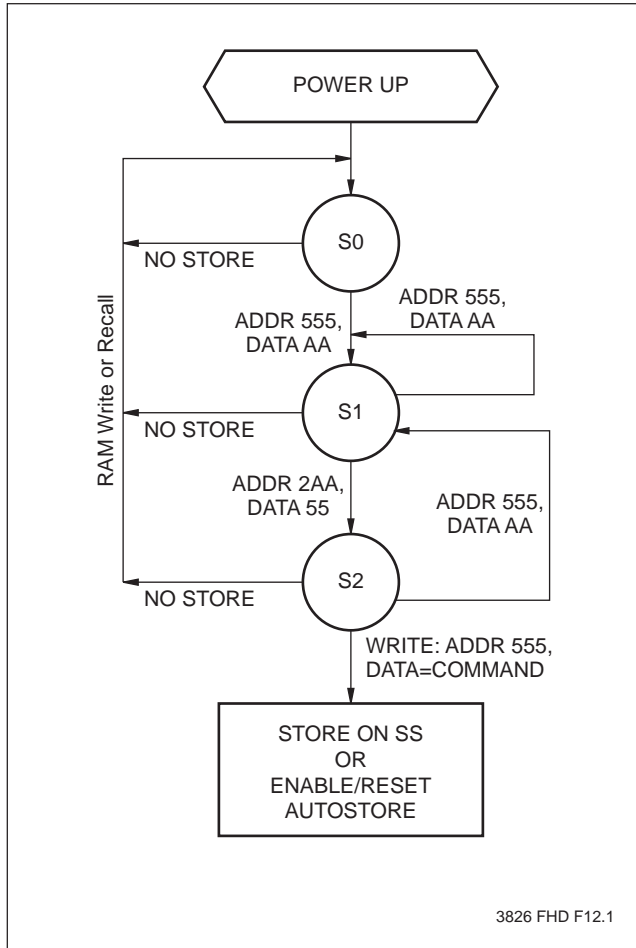 POWER UP
S0
NO STORE
ADDR 555,
DATA AA
ADDR 555,
DATA AA
RAM Write or Recall
S1
NO STORE
ADDR 2AA,
DATA 55
ADDR 555,
DATA AA
S2
NO STORE
WRITE: ADDR 555,
DATA=COMMAND
STORE ON SS
OR
ENABLE/RESET
AUTOSTORE
3826 FHD F12.1